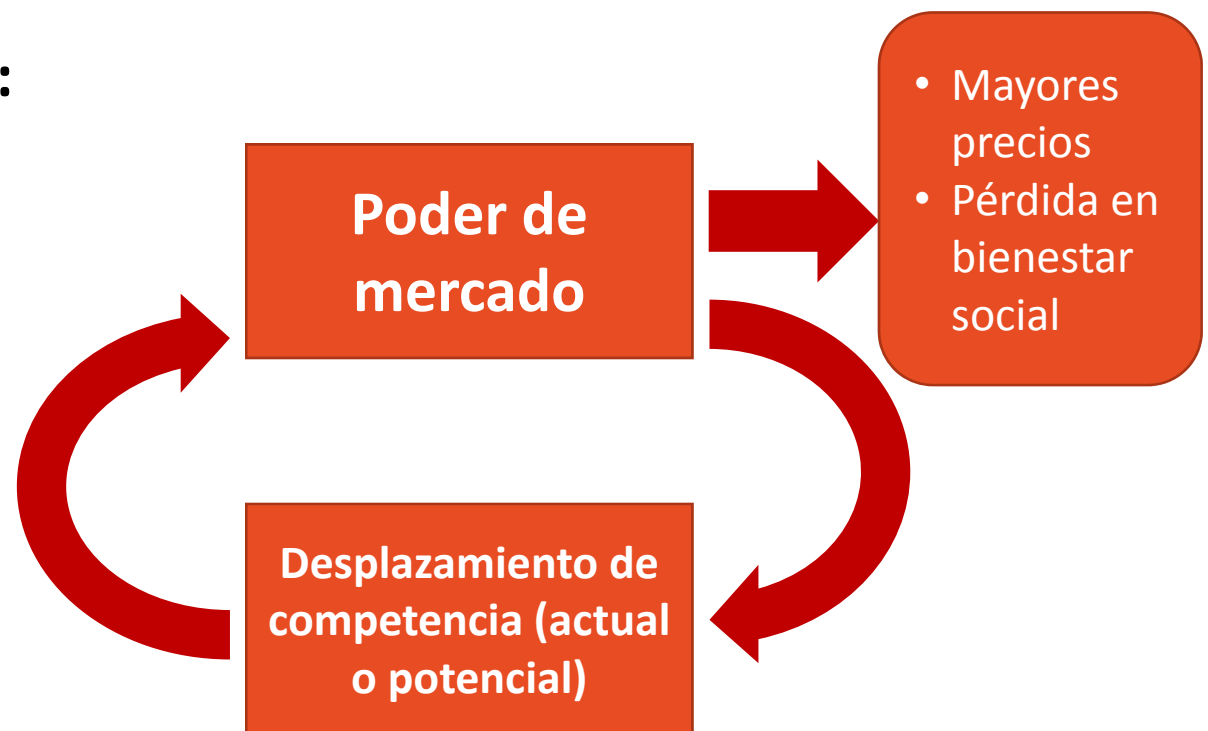 :
Poder de
mercado
• Mayores
precios
• Pérdida en
bienestar
social
Desplazamiento de
competencia (actual
o potencial)